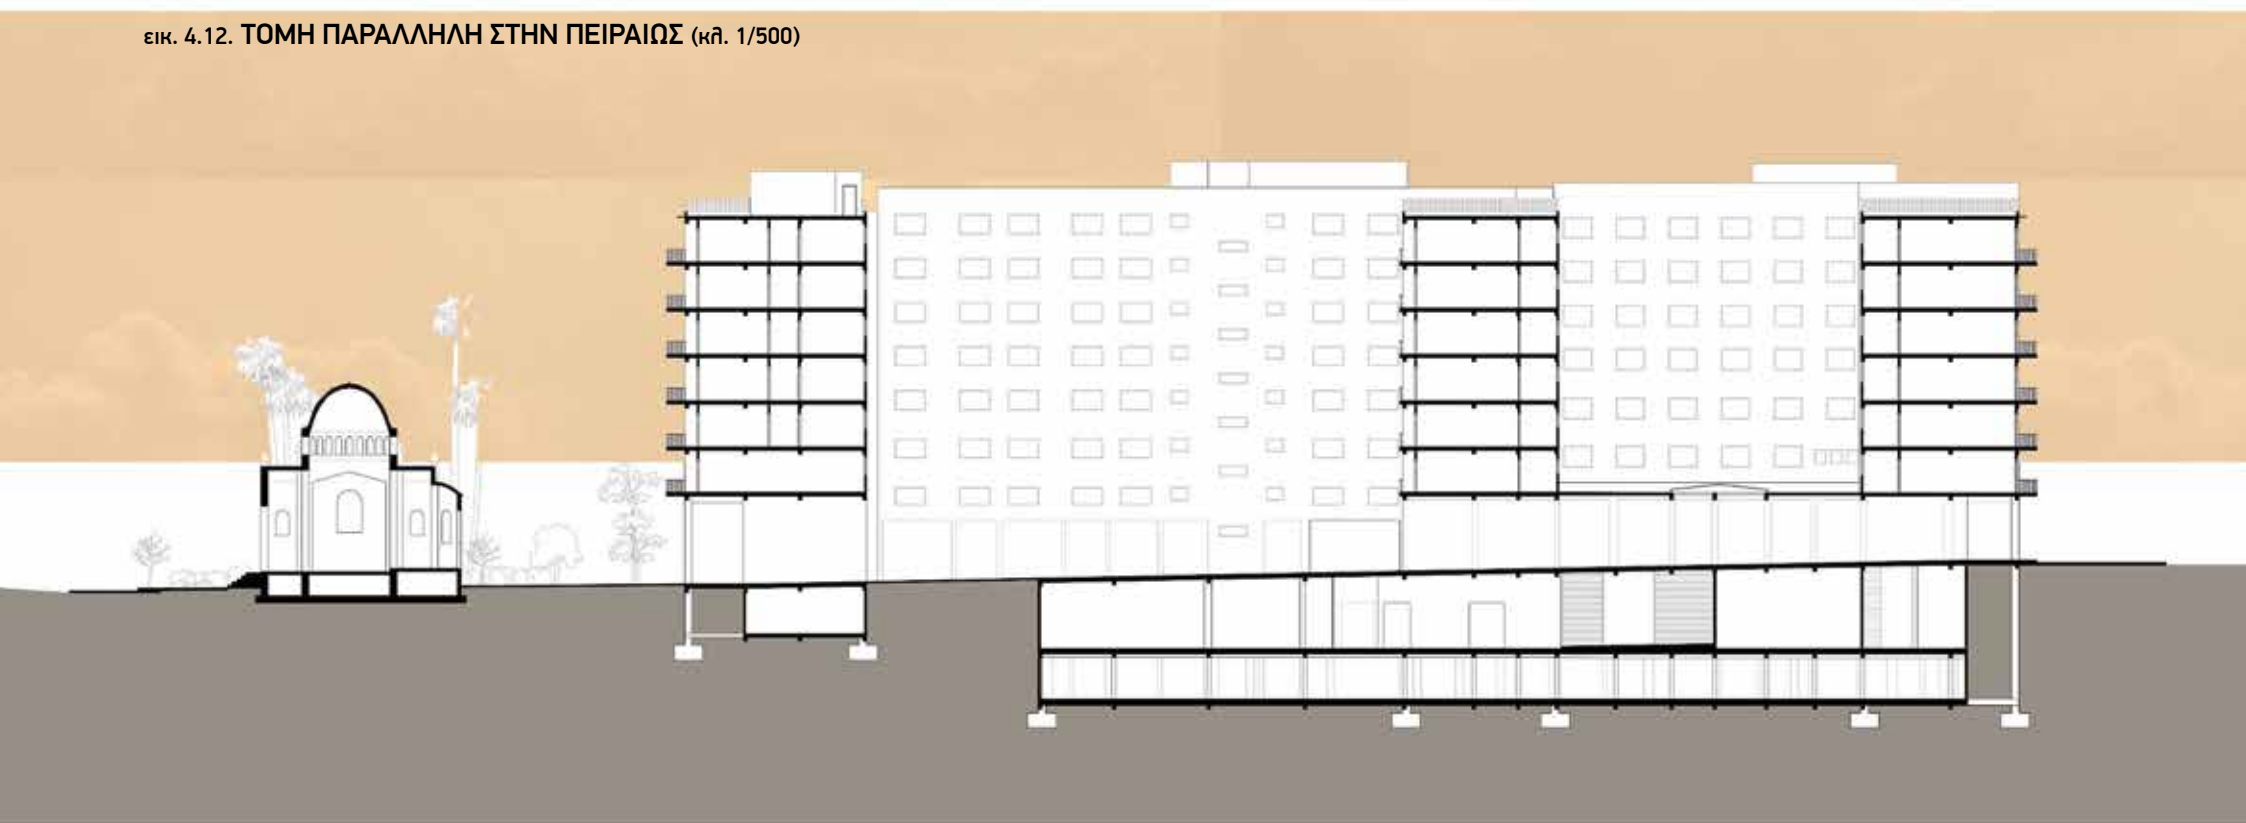 εικ. 4.12. ΤΟΜΗ ΠΑΡΑΛΛΗΛΗ ΣΤΗΝ ΠΕΙΡΑΙΩΣ (κλ. 1/500)